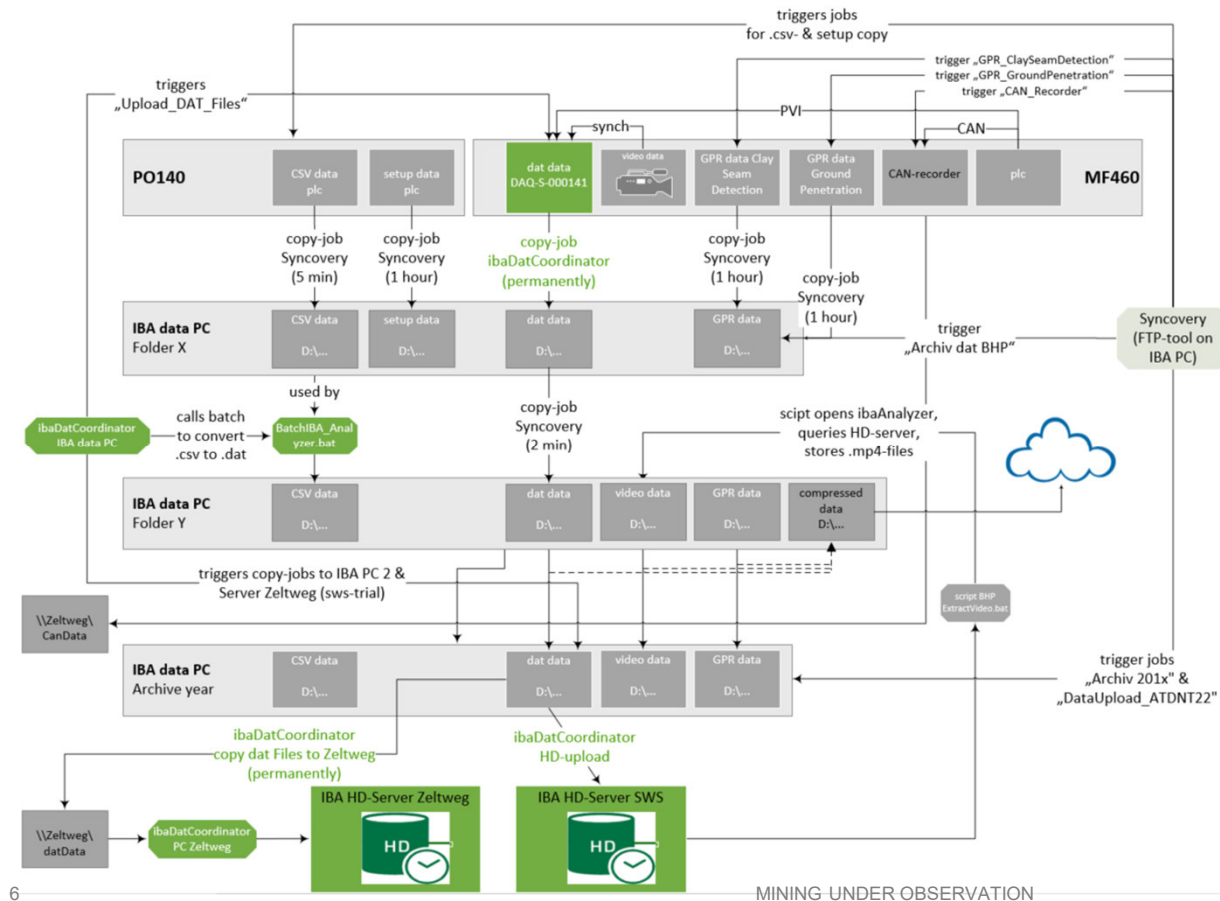 triggers jobs
for .csv- & setup copy
trigger „GPR_ClaySeamDetection“
trigger „GPR_GroundPenetration“
trigger „CAN_Recorder“
triggers
„Upload_DAT_Files“
PVI
synch
CAN
PO140
CSV data
plc
setup data
plc
dat data
DAQ-S-000141
video data
GPR data Clay
Seam
Detection
GPR data
Ground
Penetration
CAN-recorder
plc
MF460
copy-job
Syncovery
(5 min)
copy-job
Syncovery
(1 hour)
copy-job
ibaDatCoordinator
(permanently)
copy-job
Syncovery
(1 hour)
copy-job
Syncovery
(1 hour)
IBA data PC
Folder X
CSV data
D:\...
setup data
D:\...
dat data
D:\...
GPR data
D:\...
trigger
„Archiv dat BHP“
Syncovery
(FTP-tool on
IBA PC)
used by
ibaDatCoordinator
IBA data PC
calls batch
to convert
.csv to .dat
BatchIBA_Anal
yzer.bat
copy-job
Syncovery
(2 min)
scipt opens ibaAnalyzer,
queries HD-server,
stores .mp4-files
IBA data PC
Folder Y
CSV data
D:\...
dat data
D:\...
video data
D:\...
GPR data
D:\...
compressed
data
D:\...
triggers copy-jobs to IBA PC 2 &
Server Zeltweg (sws-trial)
\\Zeltweg\
CanData
script BHP
ExtractVideo.bat
IBA data PC
Archive year
CSV data
D:\...
dat data
D:\...
video data
D:\...
GPR data
D:\...
trigger jobs
„Archiv 201x" &
„DataUpload_ATDNT22"
ibaDatCoordinator
copy dat Files to Zeltweg
(permanently)
ibaDatCoordinator
HD-upload
\\Zeltweg\
datData
ibaDatCoordinator
PC Zeltweg
IBA HD-Server Zeltweg
HD
IBA HD-Server SWS
HD
6
MINING UNDER OBSERVATION